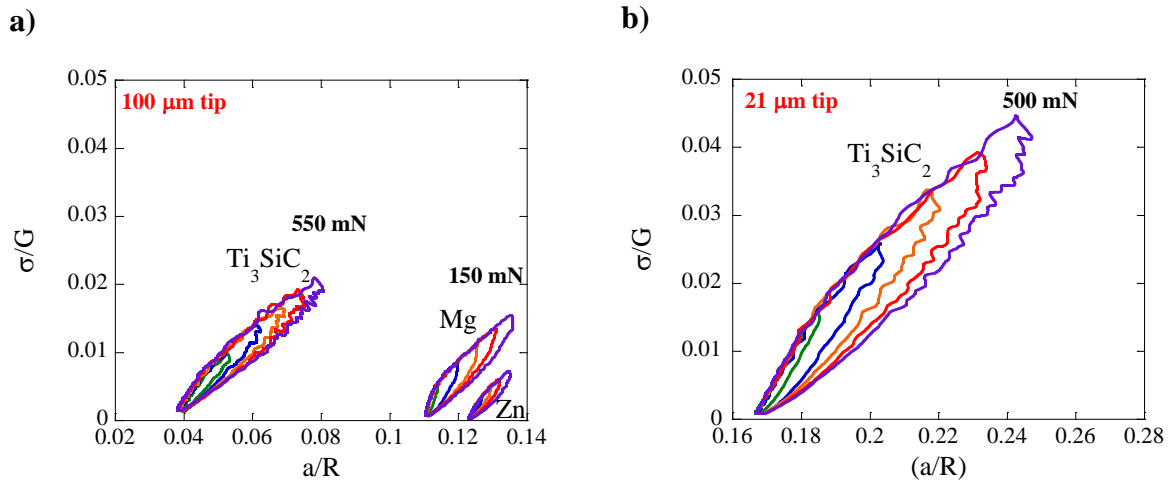 a)
0.05
0.04
0.03
0.02
0.01
0
σ/G
100 μm tip
550 mN
Ti₃SiC₂
150 mN
Mg
Zn
0.02 0.04 0.06 0.08 0.1 0.12 0.14
a/R
b)
0.05
0.04
0.03
0.02
0.01
0
σ/G
21 μm tip
500 mN
Ti₃SiC₂
0.16 0.18 0.2 0.22 0.24 0.26 0.28
(a/R)